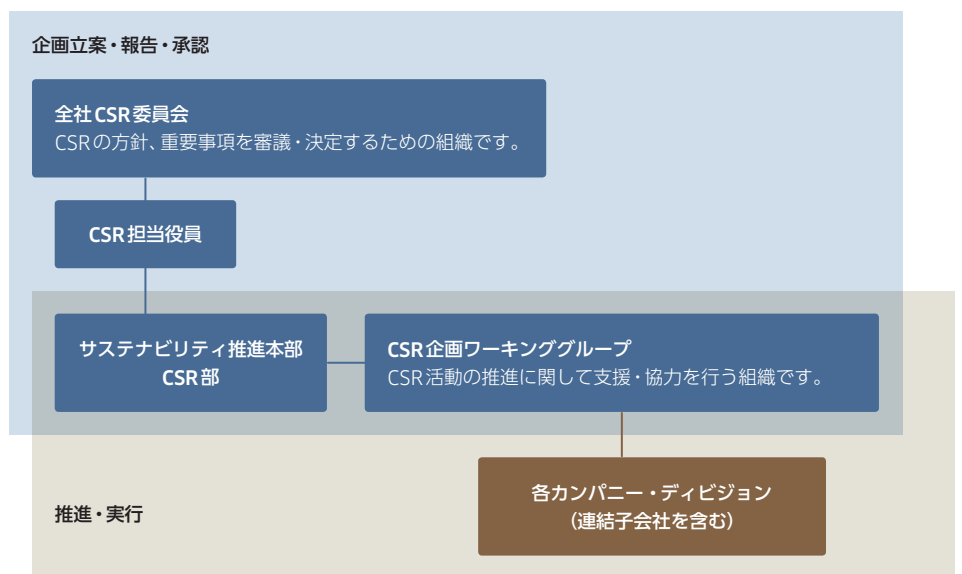 企画立案・報告・承認
全社CSR委員会
CSRの方針、重要事項を審議・決定するための組織です。
CSR担当役員
サステナビリティ推進本部
CSR部
CSR企画ワーキンググループ
CSR活動の推進に関して支援・協力を行う組織です。
各カンパニー・ディビジョン
（連結子会社を含む）
推進・実行